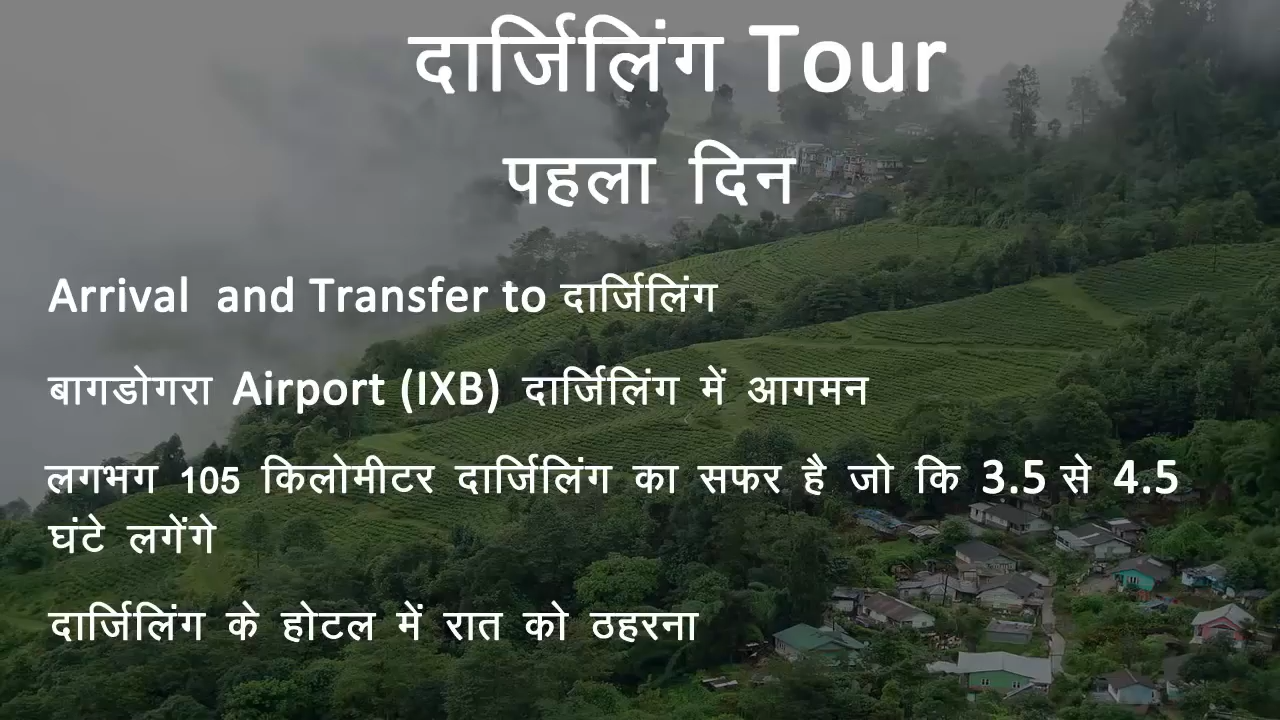 दार्जिलिंग Tour
पहला दिन
Arrival and Transfer to दार्जिलिंग
बागडोगरा Airport (IXB) दार्जिलिंग में आगमन
लगभग 105 किलोमीटर दार्जिलिंग का सफर है जो कि 3.5 से 4.5
घंटे लगेंगे
दार्जिलिंग के होटल में रात को ठहरना